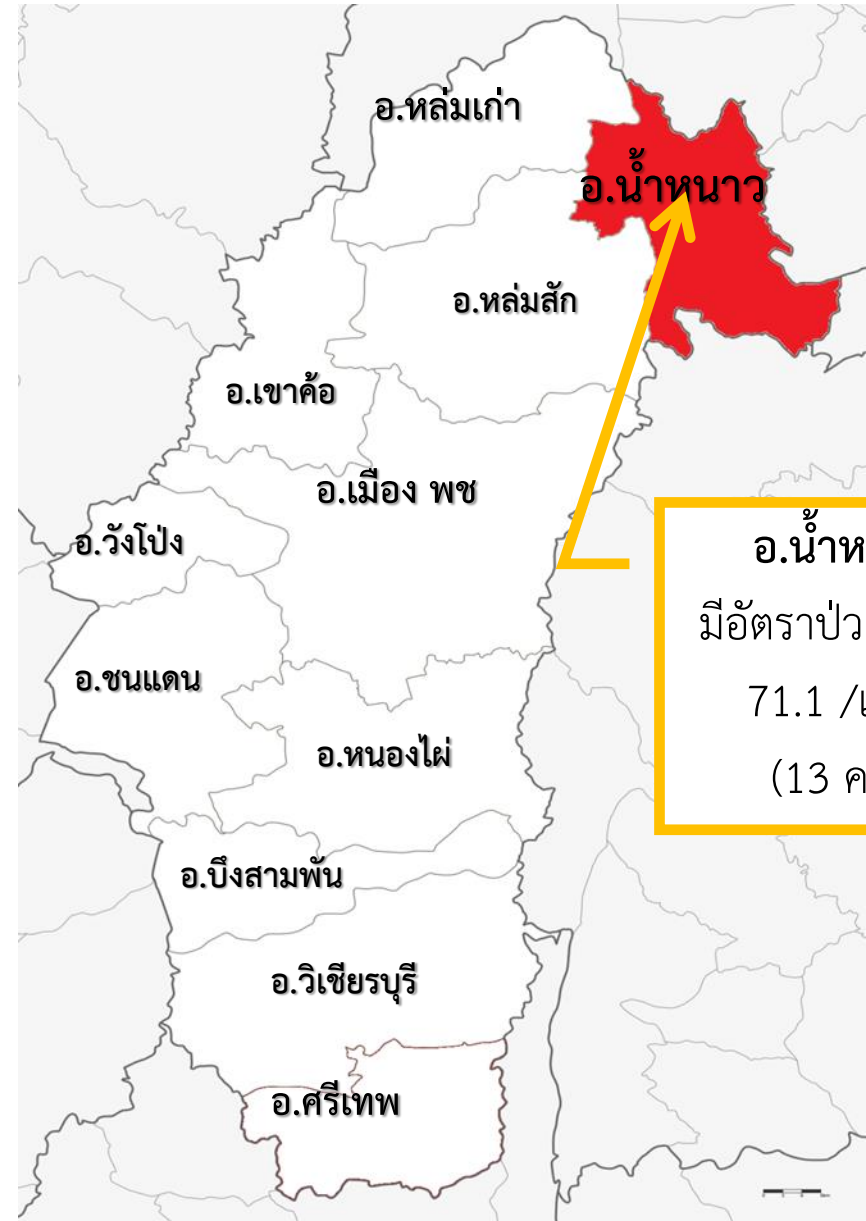 อ.หล่มเก่า
อ.น้ำหนาว
อ.หล่มสัก
อ.เขาค้อ
อ.เมือง พช
อ.วังโป่ง
อ.น้ำห
มีอัตราป่ว
71.1 /เ
(13 ค
อ.ชนแดน
อ.หนองไผ่
อ.บึงสามพัน
อ.วิเชียรบุรี
อ.ศรีเทพ